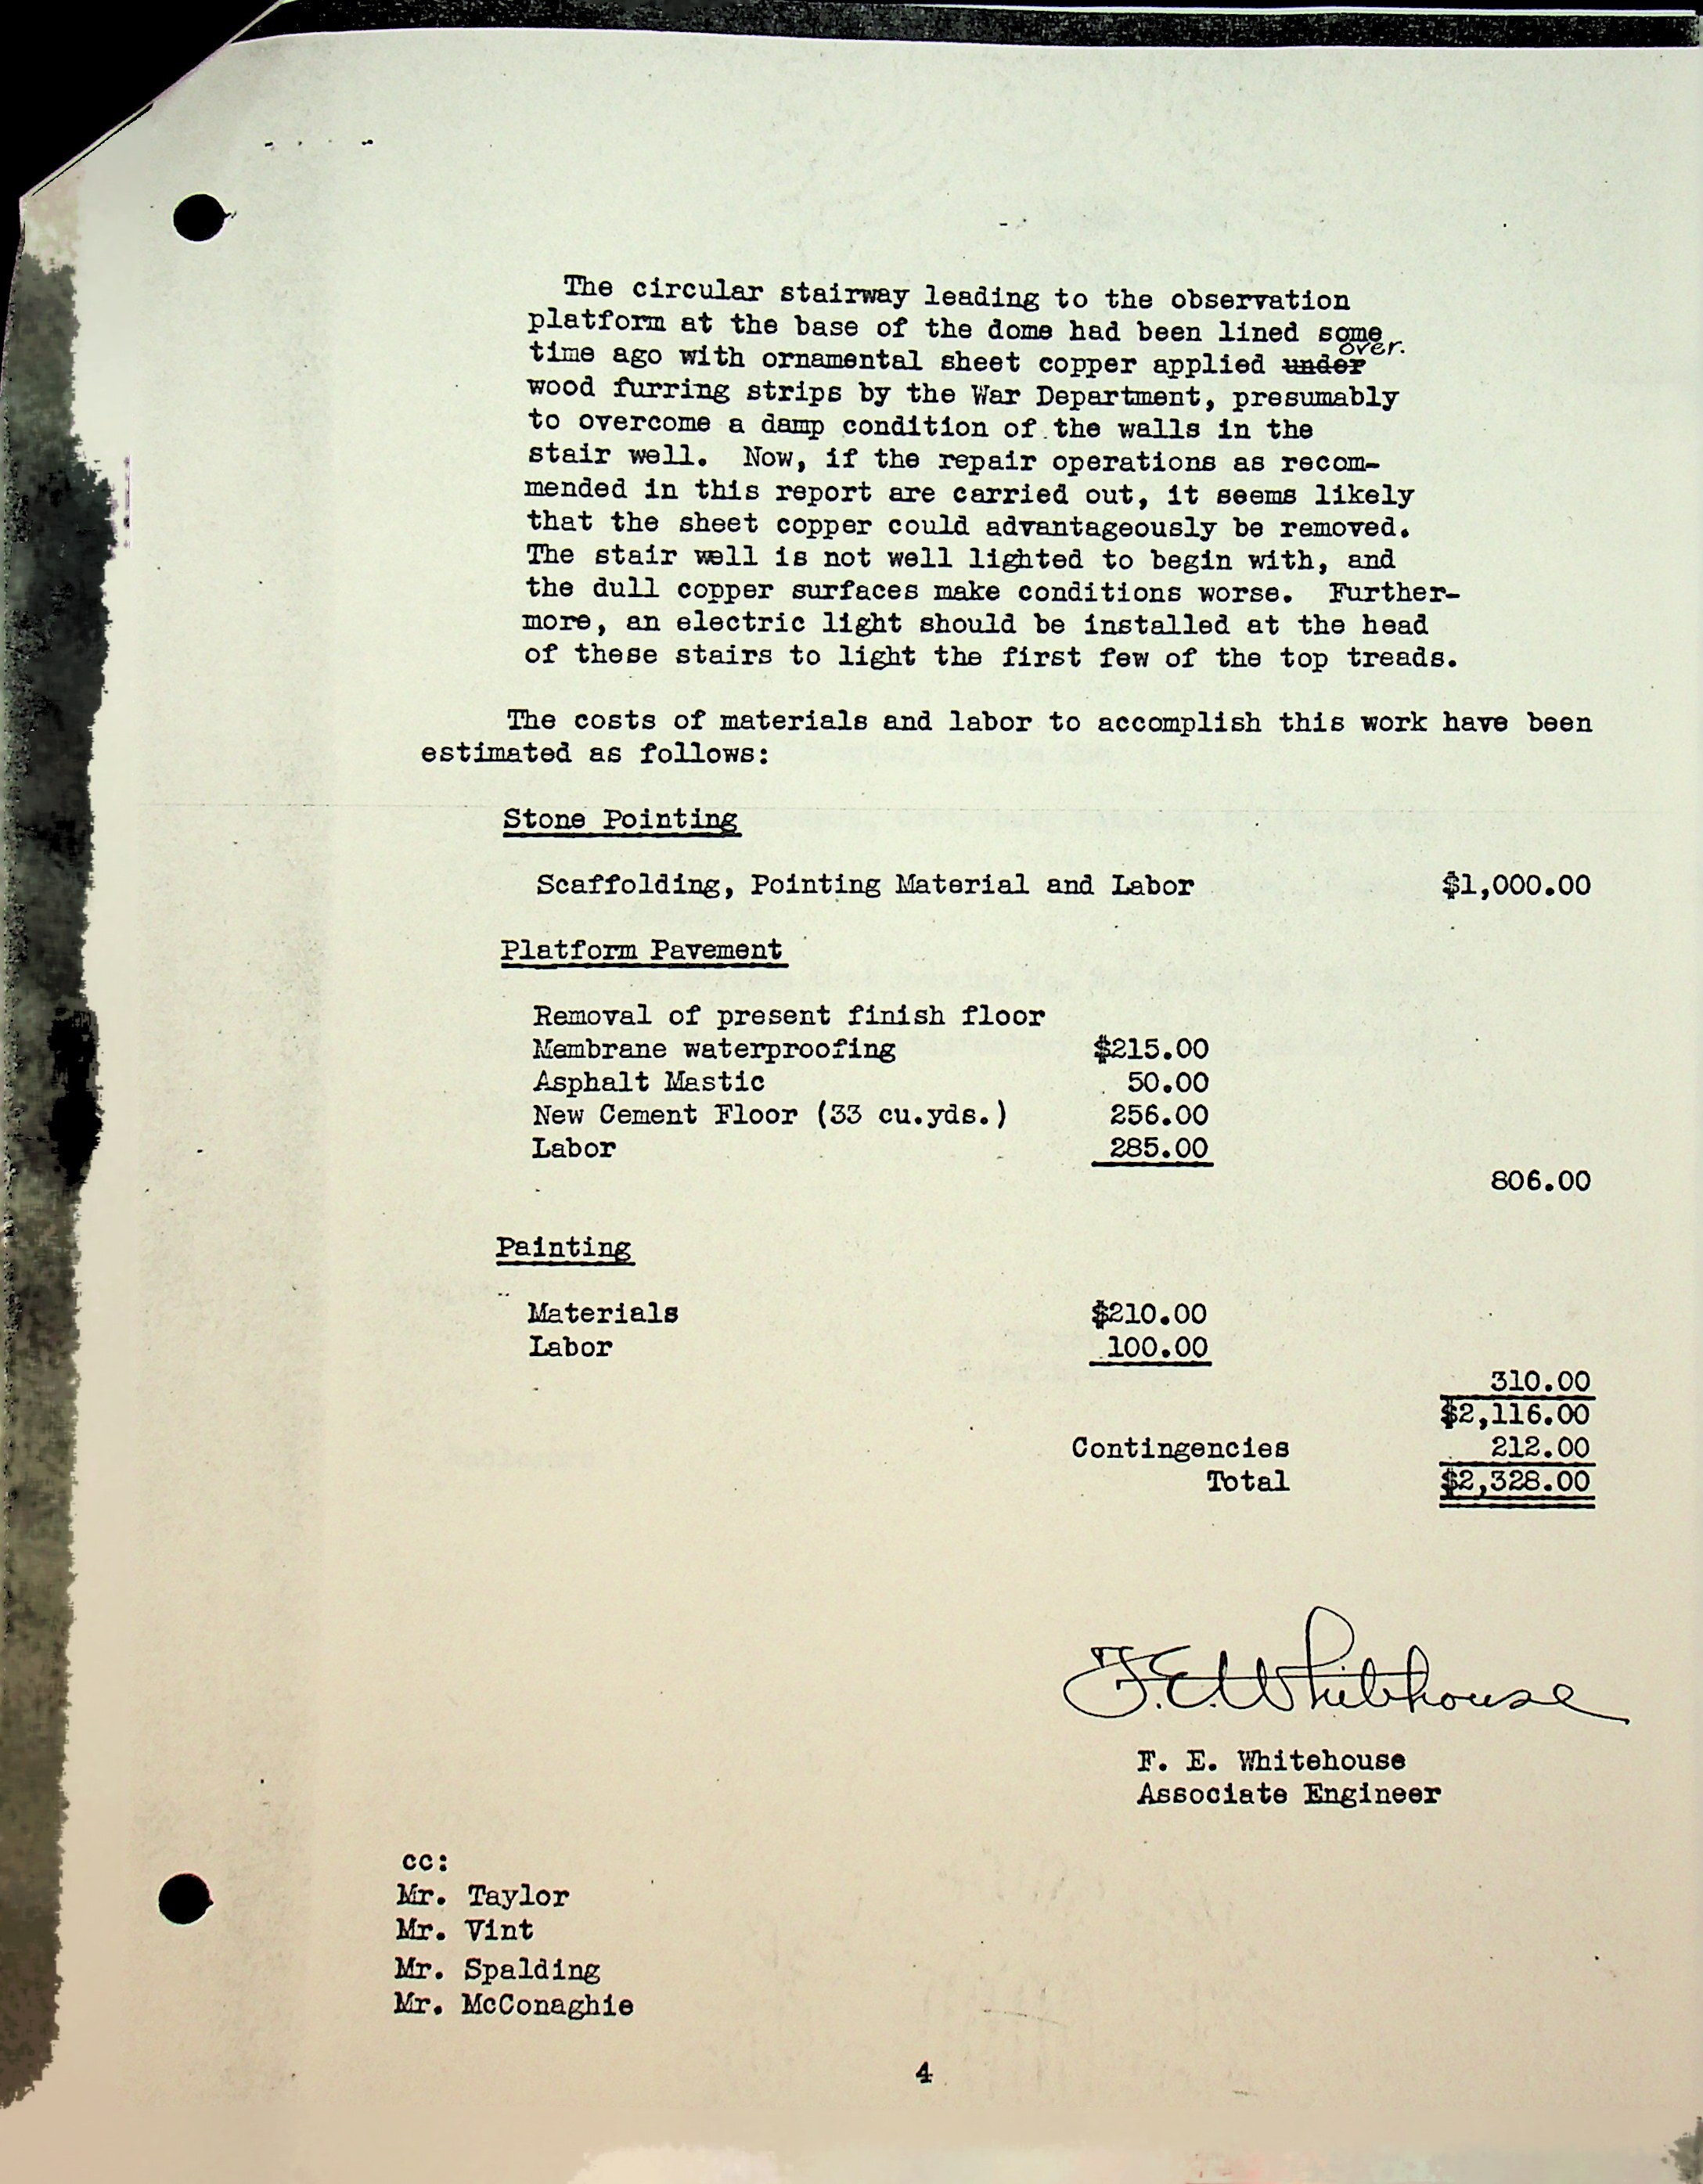 The circular stairway leading to the observation
platform at the base of the dome had been lined some
time ago with ornamental sheet copper applied under over.
wood furring strips by the War Department, presumably
to overcome a damp condition of the walls in the
stair well. Now, if the repair operations as recom-
mended in this report are carried out, it seems likely
that the sheet copper could advantageously be removed.
The stair well is not well lighted to begin with, and
the dull copper surfaces make conditions worse. Further-
more, an electric light should be installed at the head
of these stairs to light the first few of the top treads.
The costs of materials and labor to accomplish this work have been
estimated as follows:
Stone Pointing
Scaffolding, Pointing Material and Labor $1,000.00
Platform Pavement
Removal of present finish floor
Membrane waterproofing $215.00
Asphalt Mastic 50.00
New Cement Floor (33 cu.yds.) 256.00
Labor 285.00
806.00
Painting
Materials $210.00
Labor 100.00
310.00
$2,116.00
Contingencies 212.00
Total $2,328.00
F. E. Whitehouse
F. E. Whitehouse
Associate Engineer
cc:
Mr. Taylor
Mr. Vint
Mr. Spalding
Mr. McConaghie
4